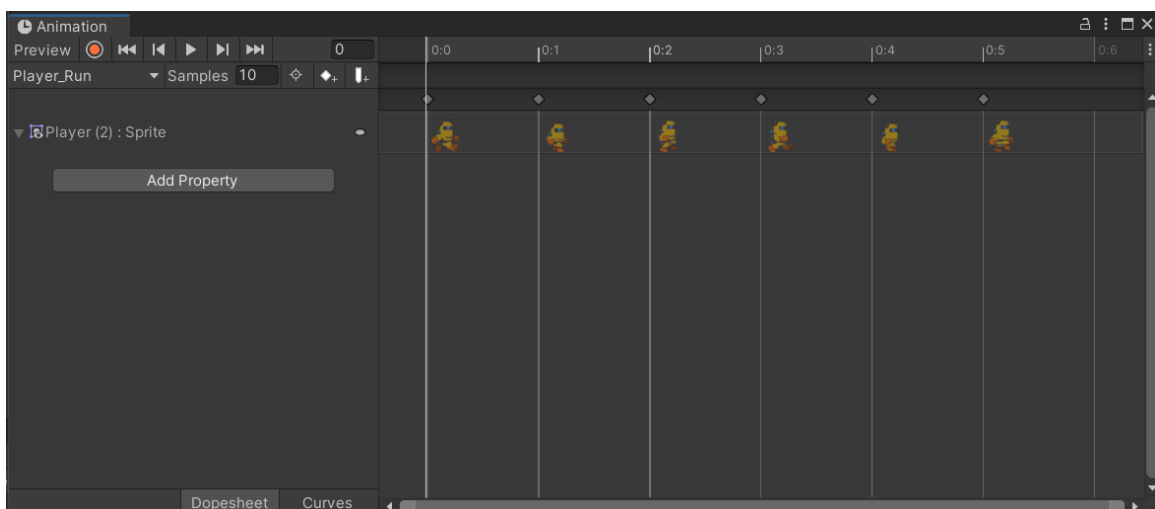 Animation
Preview 0 0:0 0:1 0:2 0:3 0:4 0:5 0:6
Player_Run Samples 10
Player (2) : Sprite
Add Property
Dopesheet Curves